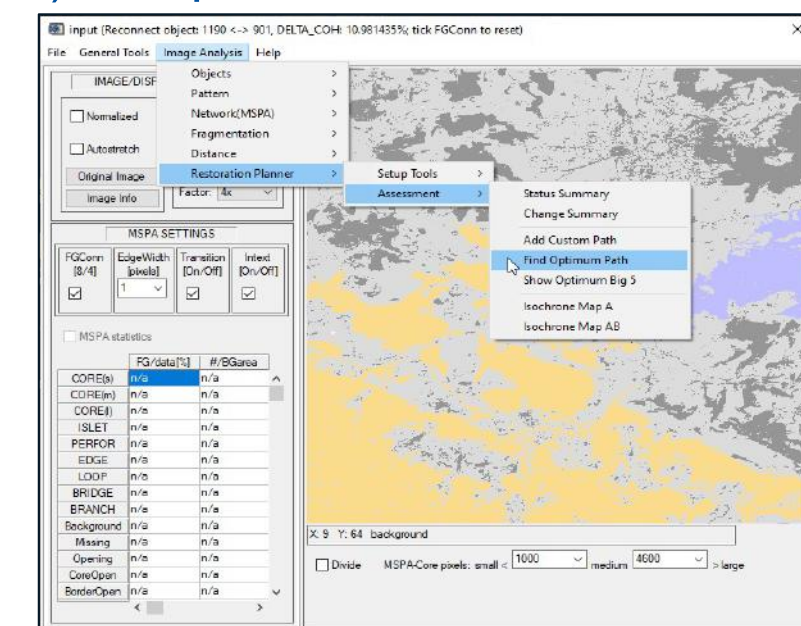 input (Reconnect object: 1190 <-> 901, DELTA_COH: 10.981435%; tick FGConn to reset)
File General Tools Image Analysis Help
IMAGE/DISP
Normalized
Autostretch
Original Image
Image Info
Factor: 4x
Objects >
Pattern >
Network(MSPA) >
Fragmentation >
Distance >
Restoration Planner >
Setup Tools >
Assessment >
Status Summary
Change Summary
Add Custom Path
Find Optimum Path
Show Optimum Big 5
Isochrone Map A
Isochrone Map AB
MSPA SETTINGS
FGConn EdgeWidth Transition Intext
[8/4] [pixels] [On/Off] [On/Off]
1
MSPA statistics
FG/data[%] #/BGarea
CORE(s) n/a n/a
CORE(m) n/a n/a
CORE(l) n/a n/a
ISLET n/a n/a
PERFOR n/a n/a
EDGE n/a n/a
LOOP n/a n/a
BRIDGE n/a n/a
BRANCH n/a n/a
Background n/a n/a
Missing n/a n/a
Opening n/a n/a
CoreOpen n/a n/a
BorderOpen n/a n/a
X: 9 Y: 64 background
Divide MSPA-Core pixels: small < 1000 medium 4600 > large